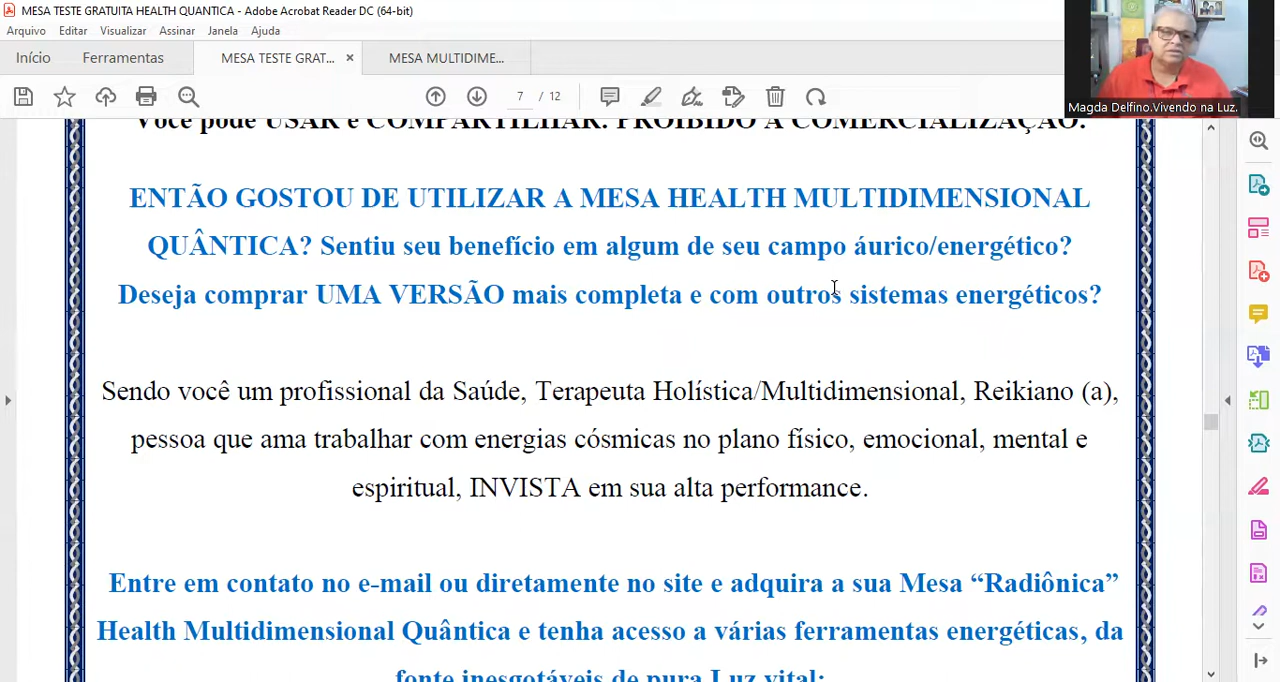 MESA TESTE GRATUITA HEALTH QUANTICA - Adobe Acrobat Reader DC (64-bit)
Arquivo Editar Visualizar Assinar Janela Ajuda
Início Ferramentas MESA TESTE GRAT... × MESA MULTIDIME...
7 / 12
Magda Delfino.Vivendo na Luz.
Você pode USAR e COMPARTILHAR. PROIBIDO A COMERCIALIZAÇÃO.
ENTÃO GOSTOU DE UTILIZAR A MESA HEALTH MULTIDIMENSIONAL
QUÂNTICA? Sentiu seu benefício em algum de seu campo áurico/energético?
Deseja comprar UMA VERSÃO mais completa e com outros sistemas energéticos?
Sendo você um profissional da Saúde, Terapeuta Holística/Multidimensional, Reikiano (a),
pessoa que ama trabalhar com energias cósmicas no plano físico, emocional, mental e
espiritual, INVISTA em sua alta performance.
Entre em contato no e-mail ou diretamente no site e adquira a sua Mesa “Radiônica”
Health Multidimensional Quântica e tenha acesso a várias ferramentas energéticas, da
fonte inesgotáveis de pura Luz vital: